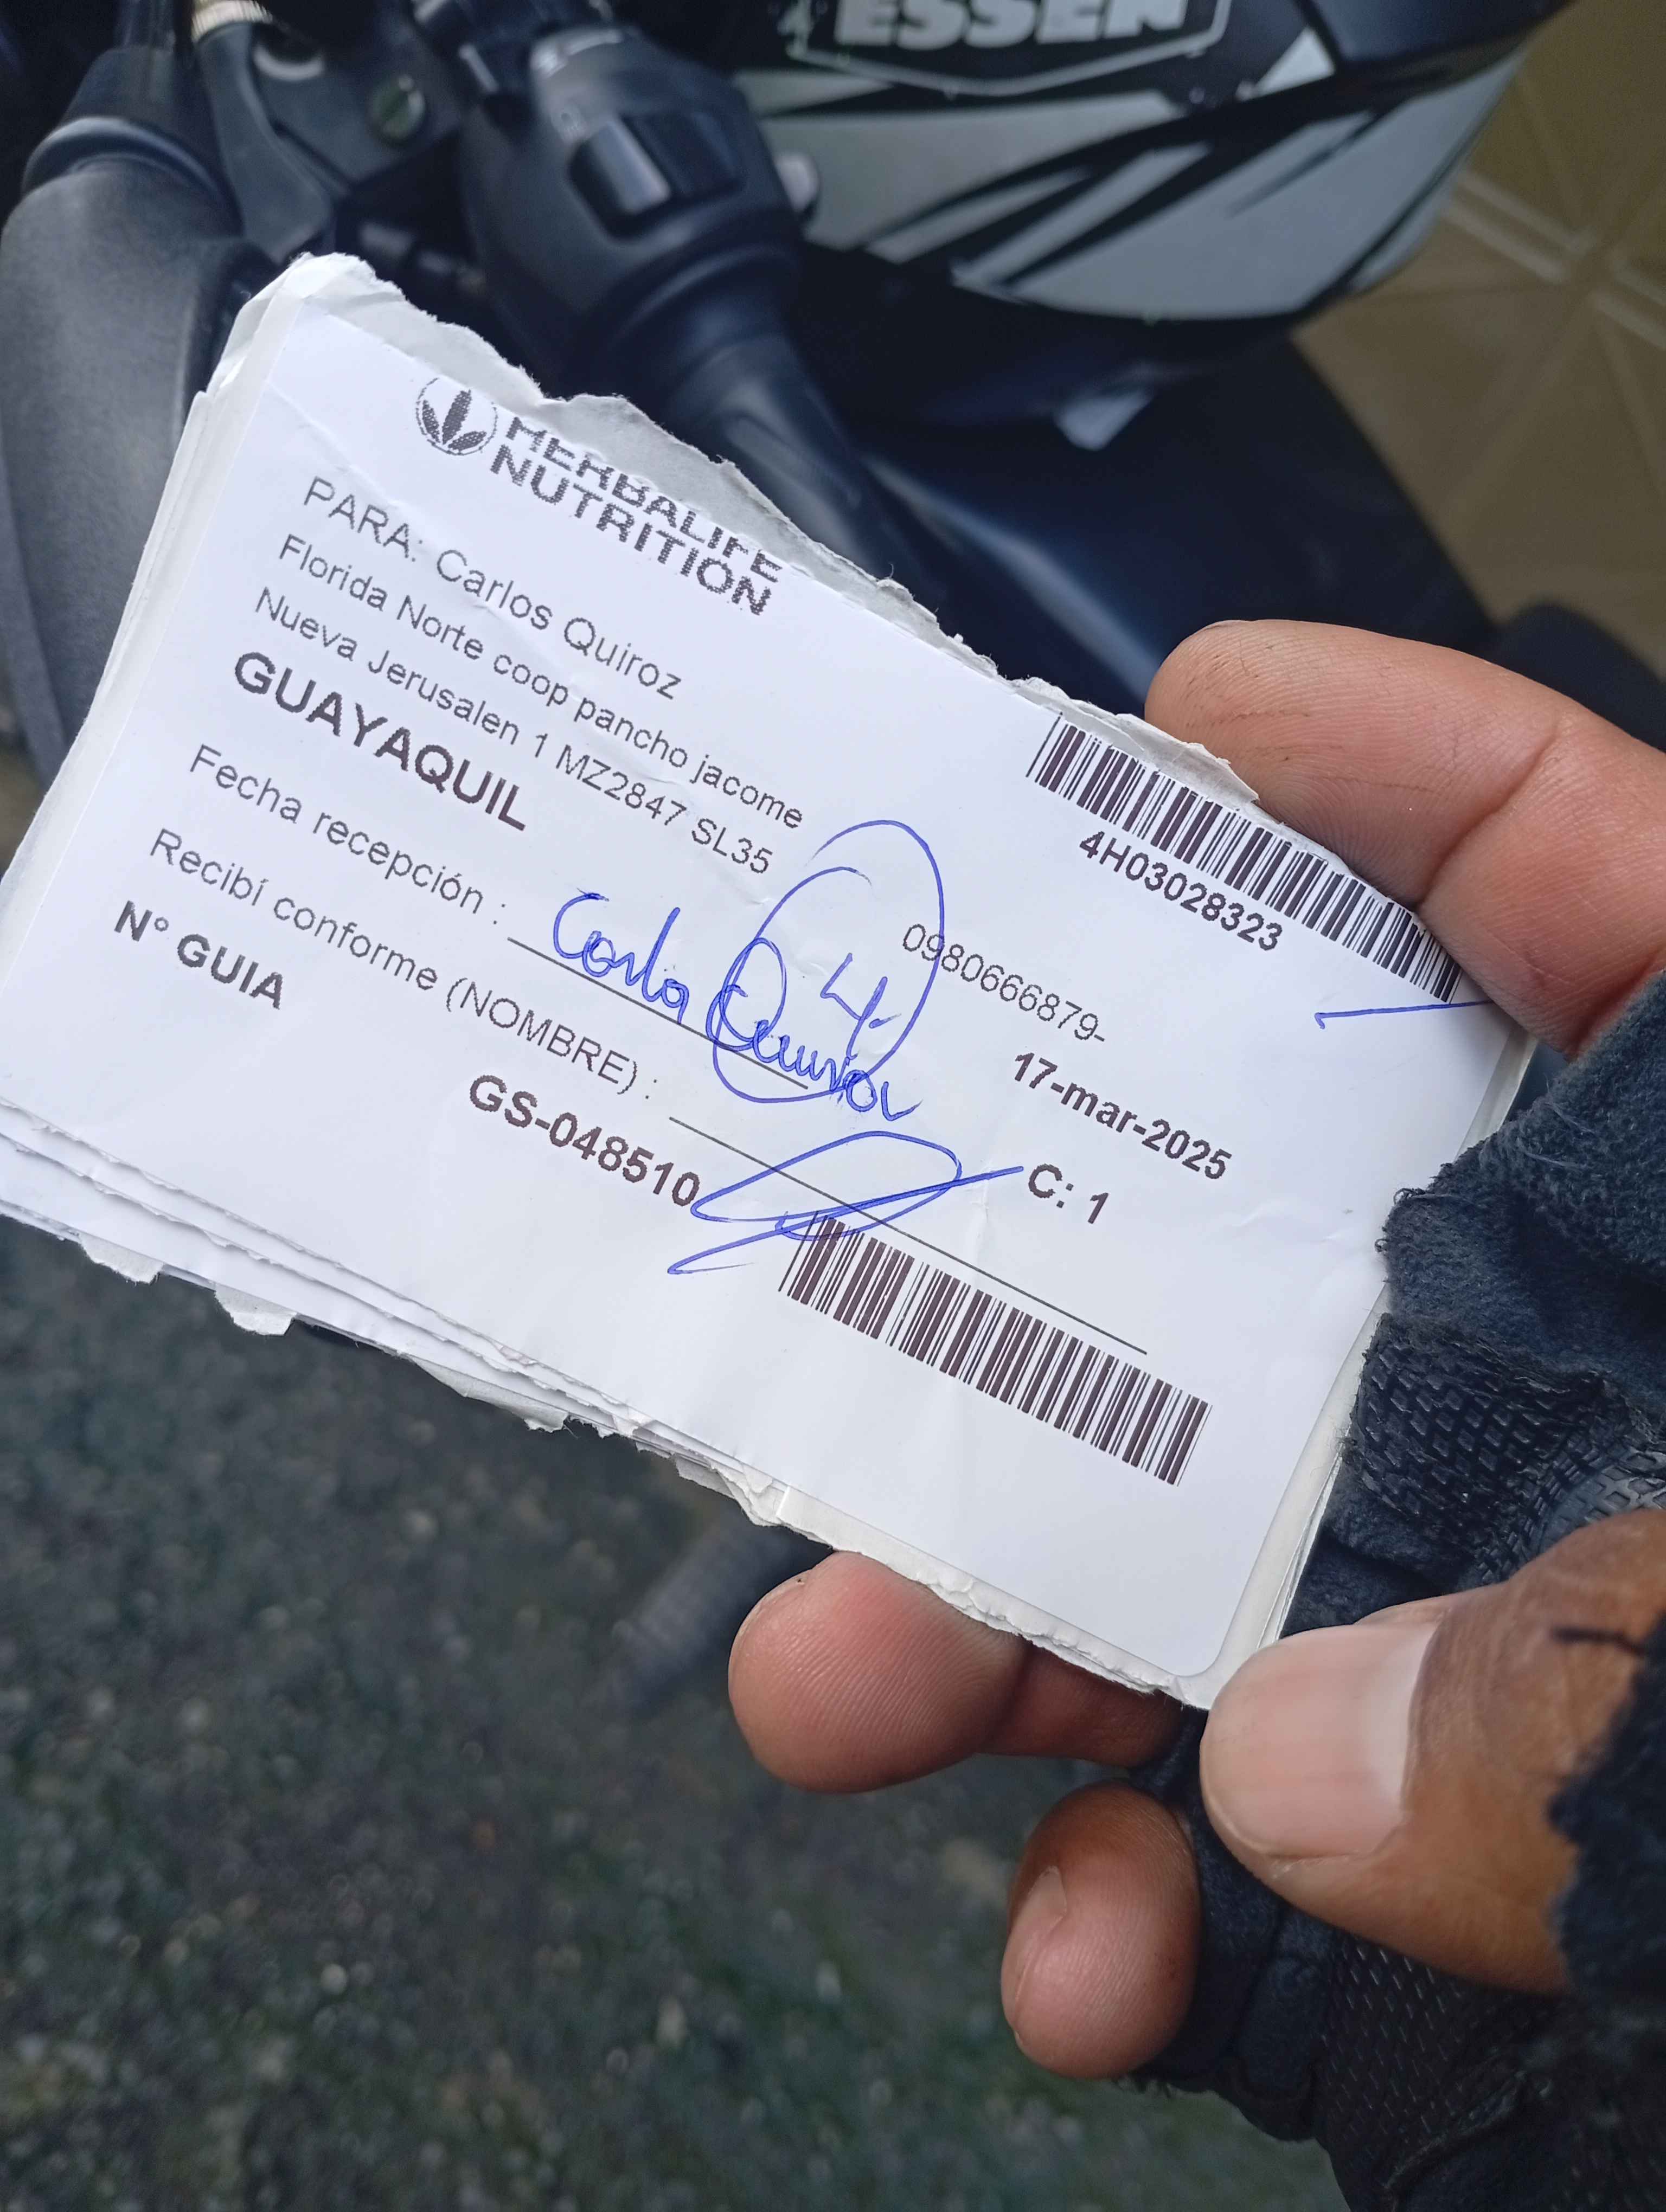 ESSEN
HERBALIFE
NUTRITION
PARA: Carlos Quiroz
Florida Norte coop pancho jacome
Nueva Jerusalen 1 MZ2847 SL35
GUAYAQUIL
4H03028323
0980666879-
17-mar-2025
Fecha recepción :
4.
Recibí conforme (NOMBRE) :
C: 1
N° GUIA
GS-048510